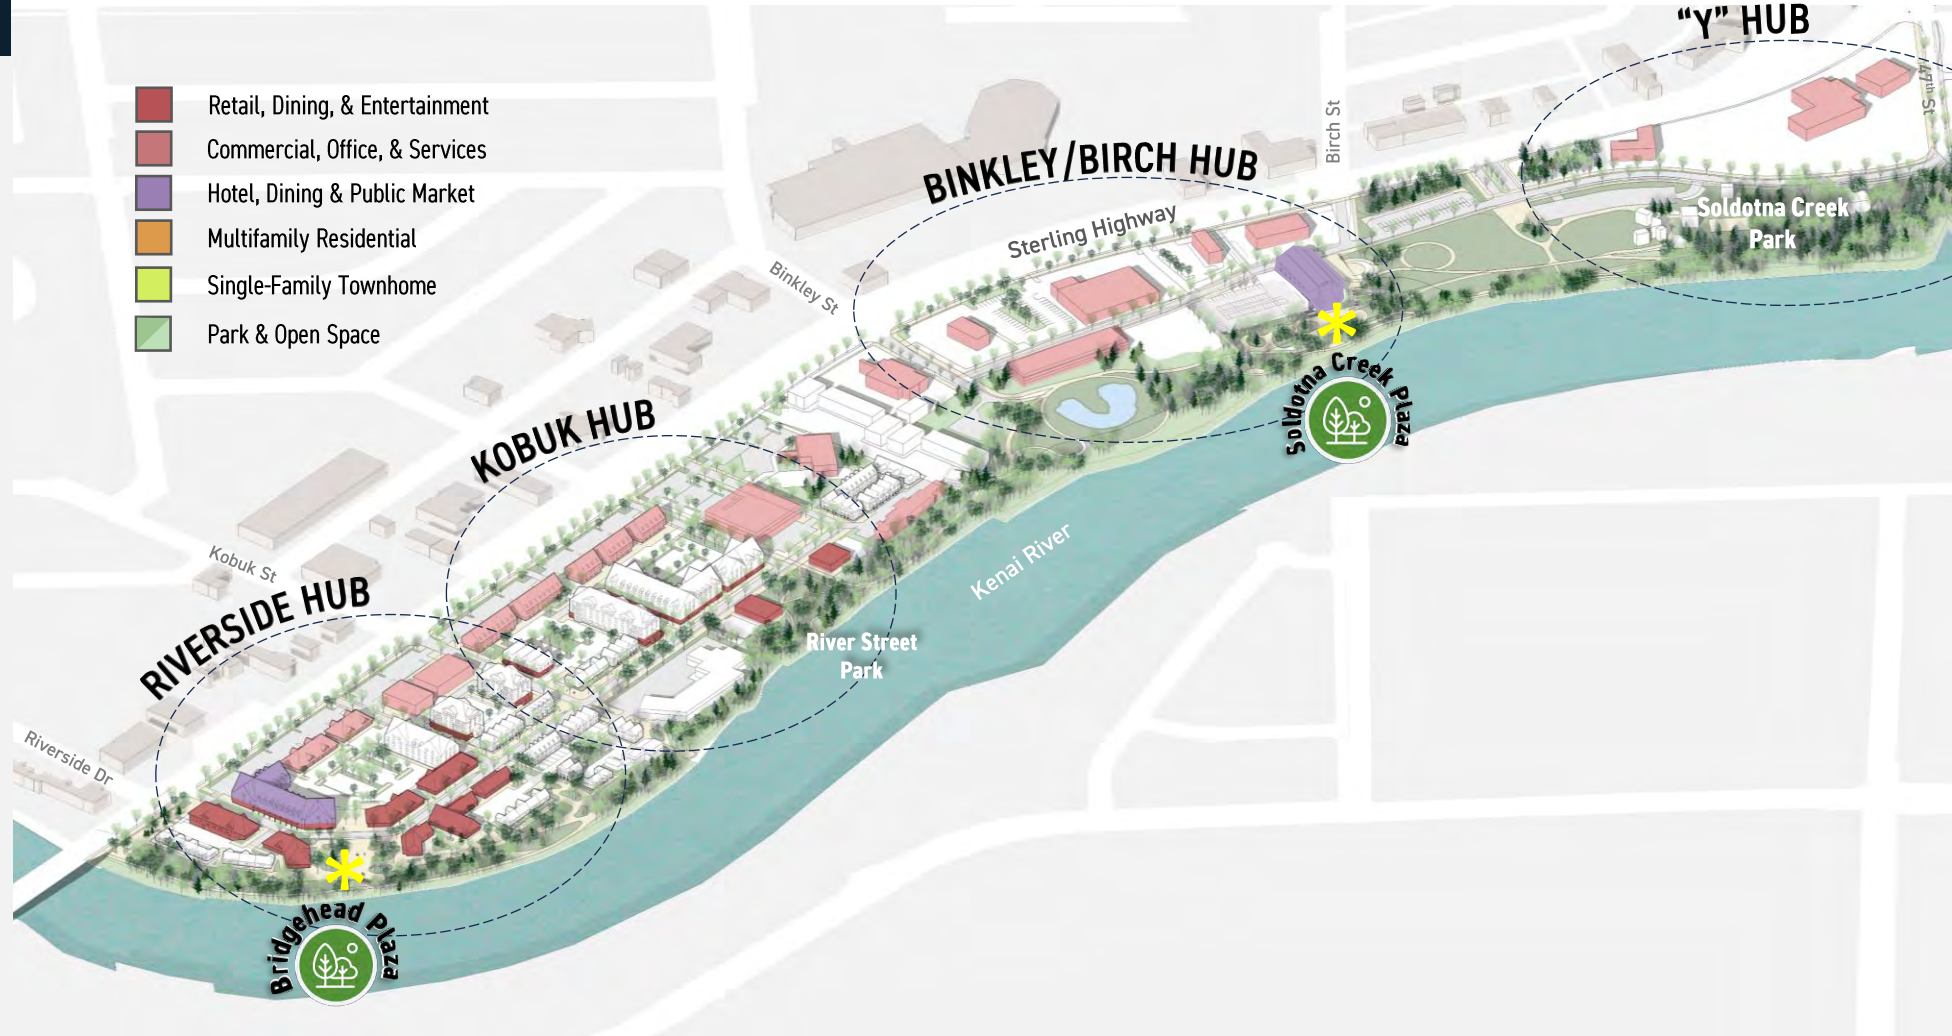 “Y” HUB
47th St
Retail, Dining, & Entertainment
Commercial, Office, & Services
Hotel, Dining & Public Market
Multifamily Residential
Single-Family Townhome
Park & Open Space
Birch St
BINKLEY/BIRCH HUB
Sterling Highway
Soldotna Creek
Park
Binkley St
Soldotna Creek Plaza
KOBUK HUB
Kenai River
Kobuk St
RIVERSIDE HUB
River Street
Park
Riverside Dr
Bridgehead Plaza